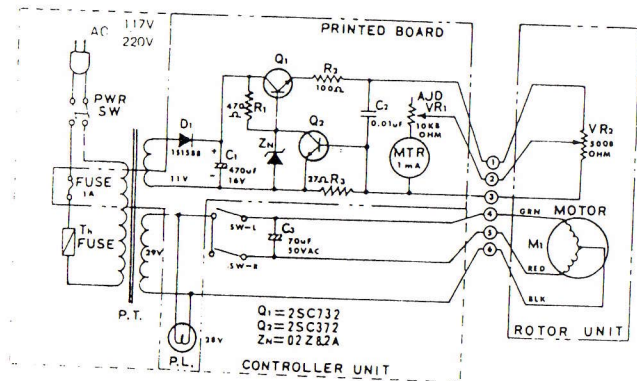 AC 117V
220V
PRINTED BOARD
PWR
SW
FUSE
1A
Th
FUSE
P.T.
D1
1S1588
11V
29V
C1
470uF
16V
+
-
470
Ω
R1
Q1
R2
100Ω
ZN
Q2
27Ω R3
C2
0.01uF
AJD
VR1
10KB
OHM
MTR
1mA
SW-L
SW-R
C3
70uF
50VAC
1
2
3
4
5
6
GRN
RED
BLK
VR2
500B
OHM
MOTOR
M1
ROTOR UNIT
P.L.
28V
Q1=2SC732
Q2=2SC372
ZN=02Z8.2A
CONTROLLER UNIT